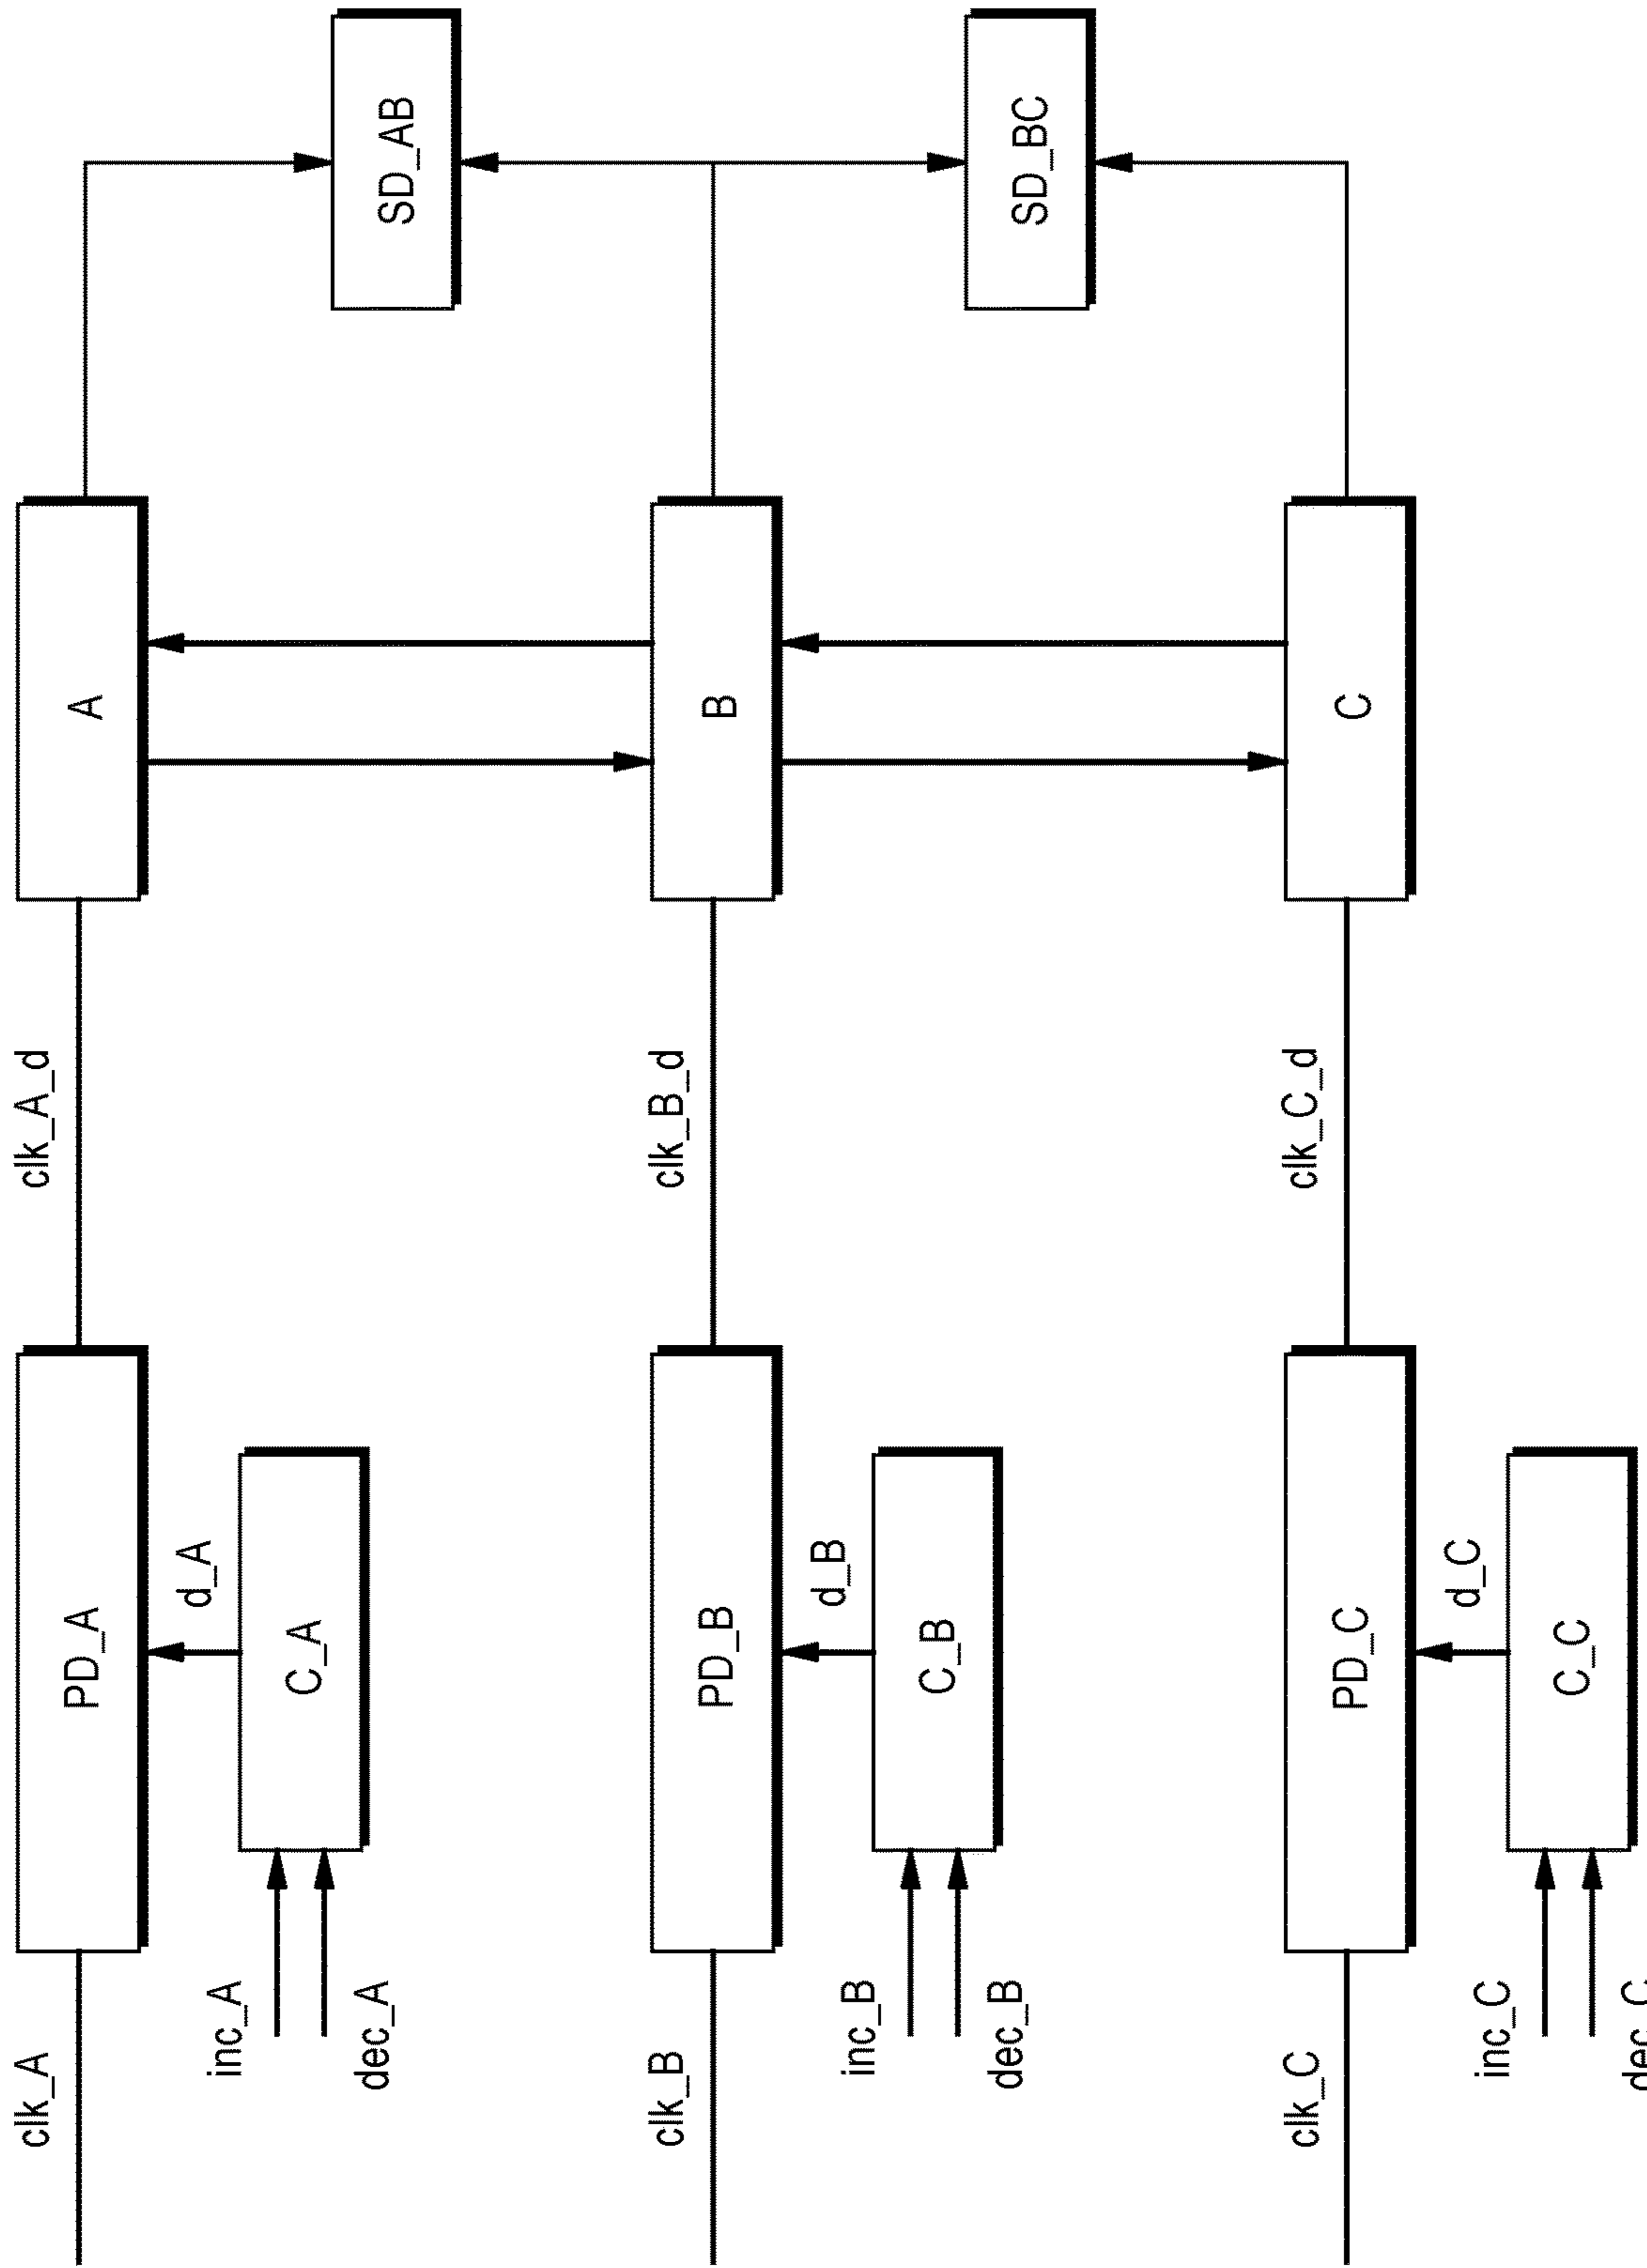 clk_A
PD_A
clk_A_d
A
inc_A
dec_A
C_A
d_A
SD_AB
clk_B
PD_B
clk_B_d
B
inc_B
dec_B
C_B
d_B
SD_BC
clk_C
PD_C
clk_C_d
C
inc_C
dec_C
C_C
d_C